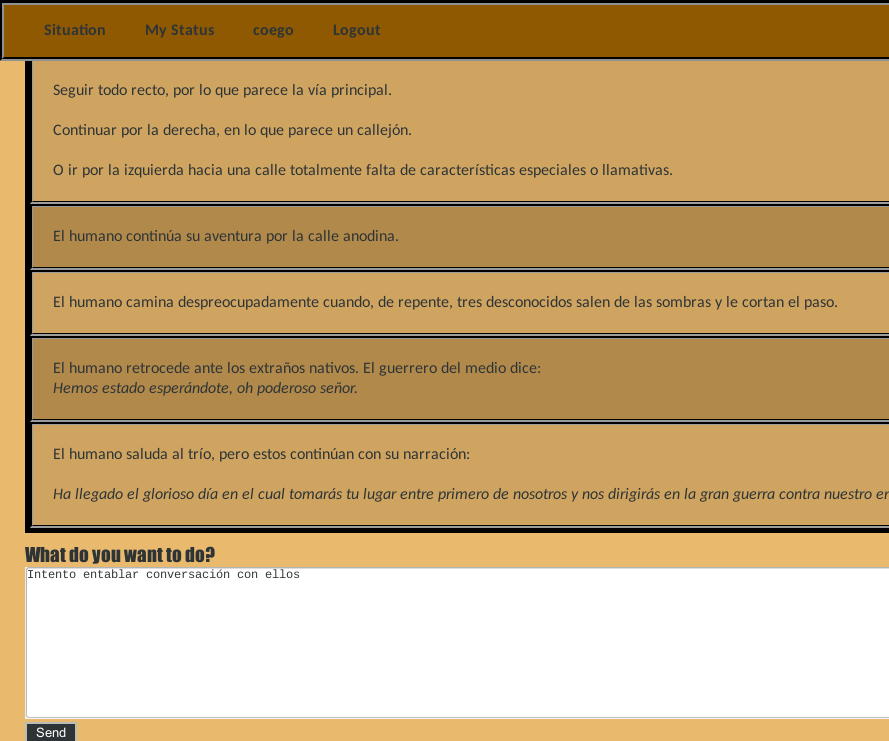 Situation My Status coego Logout
Seguir todo recto, por lo que parece la vía principal.
Continuar por la derecha, en lo que parece un callejón.
O ir por la izquierda hacia una calle totalmente falta de características especiales o llamativas.
El humano continúa su aventura por la calle anodina.
El humano camina despreocupadamente cuando, de repente, tres desconocidos salen de las sombras y le cortan el paso.
El humano retrocede ante los extraños nativos. El guerrero del medio dice:
Hemos estado esperándote, oh poderoso señor.
El humano saluda al trío, pero estos continúan con su narración:
Ha llegado el glorioso día en el cual tomarás tu lugar entre primero de nosotros y nos dirigirás en la gran guerra contra nuestro
What do you want to do?
Intento entablar conversación con ellos
Send